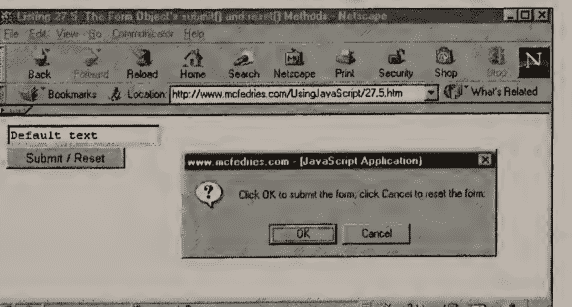 Listing 27.5. The Form Object's submit() and reset() Methods - Netscape
File Edit View Go Communicator Help
Back Forward Reload Home Search Netscape Print Security Shop Stop N
Bookmarks Location: http://www.mcfedries.com/UsingJavaScript/27.5.htm What's Related
Default text
Submit / Reset
www.mcfedries.com - [JavaScript Application]
? Click OK to submit the form, click Cancel to reset the form.
OK Cancel